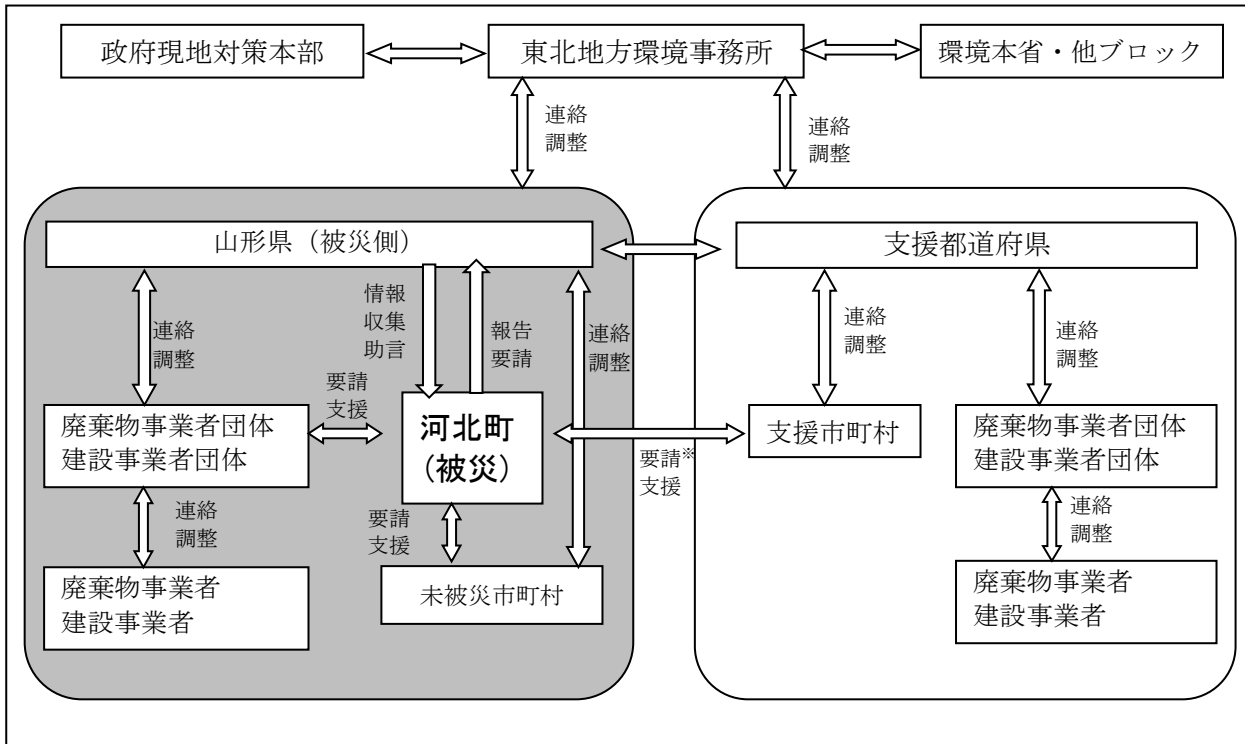 政府現地対策本部
東北地方環境事務所
環境本省・他ブロック
連絡
調整
連絡
調整
山形県（被災側）
支援都道府県
連絡
調整
情報
収集
助言
報告
要請
連絡
調整
連絡
調整
連絡
調整
要請
支援
廃棄物事業者団体
建設事業者団体
河北町
（被災）
要請※
支援
支援市町村
廃棄物事業者団体
建設事業者団体
連絡
調整
要請
支援
連絡
調整
廃棄物事業者
建設事業者
未被災市町村
廃棄物事業者
建設事業者